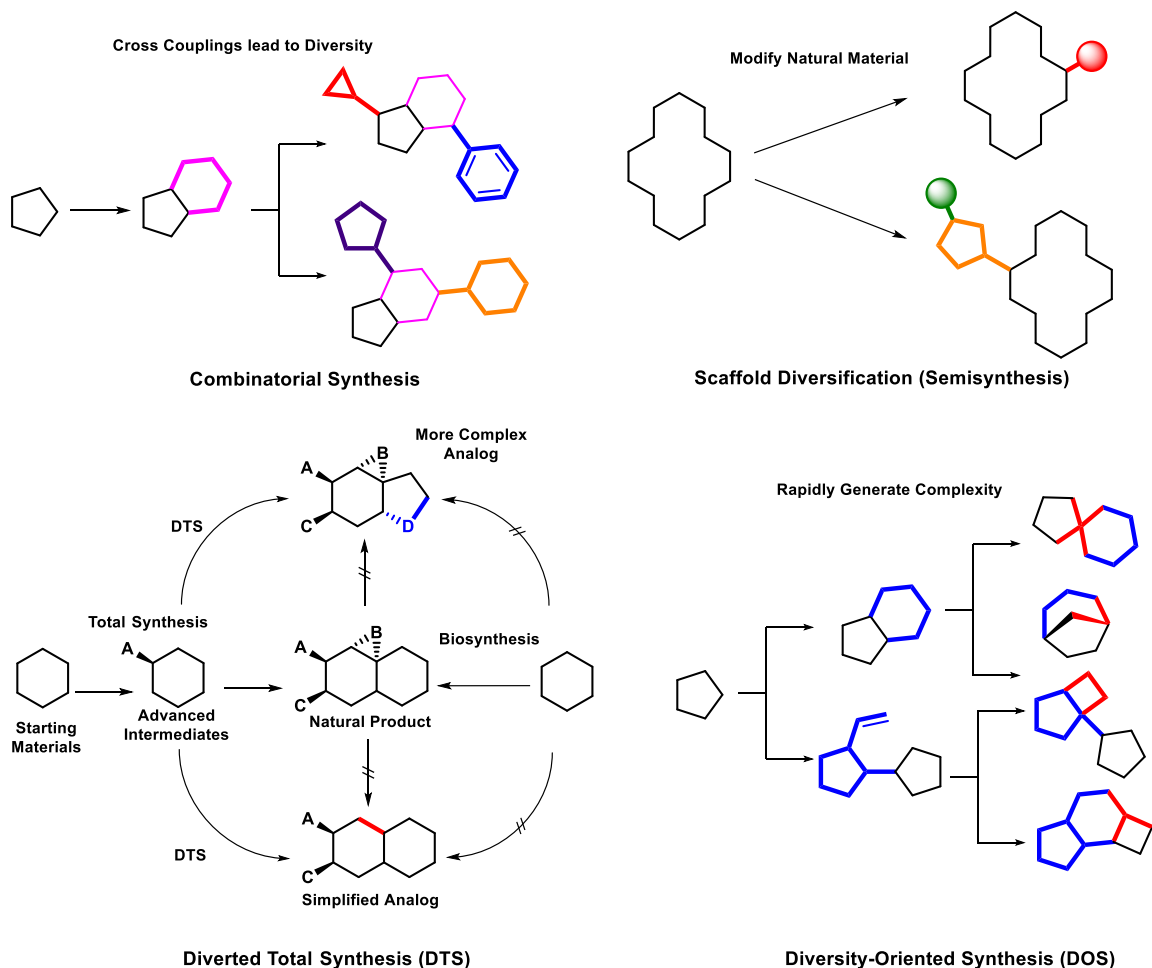 Cross Couplings lead to Diversity
Combinatorial Synthesis
Modify Natural Material
Scaffold Diversification (Semisynthesis)
More Complex
Analog
A
B
C
D
DTS
Total Synthesis
A
Starting
Materials
Advanced
Intermediates
A
B
C
Natural Product
Biosynthesis
A
C
DTS
Simplified Analog
Diverted Total Synthesis (DTS)
Rapidly Generate Complexity
Diversity-Oriented Synthesis (DOS)